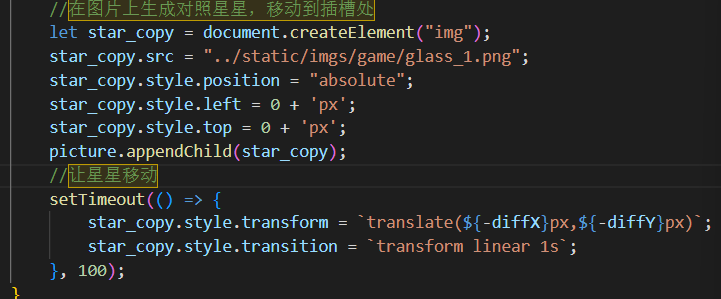 //在图片上生成对照星星，移动到插槽处
let star_copy = document.createElement("img");
star_copy.src = "../static/imgs/game/glass_1.png";
star_copy.style.position = "absolute";
star_copy.style.left = 0 + 'px';
star_copy.style.top = 0 + 'px';
picture.appendChild(star_copy);
//让星星移动
setTimeout(() => {
star_copy.style.transform = `translate(${-diffX}px,${-diffY}px)`;
star_copy.style.transition = `transform linear 1s`;
}, 100);
}